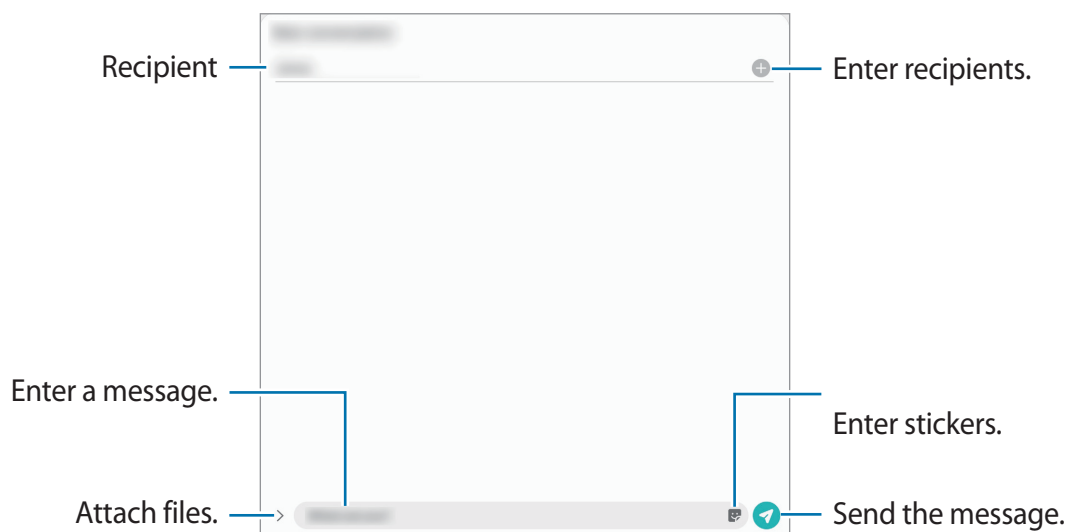 Recipient
Enter recipients.
Enter a message.
Enter stickers.
Attach files.
Send the message.